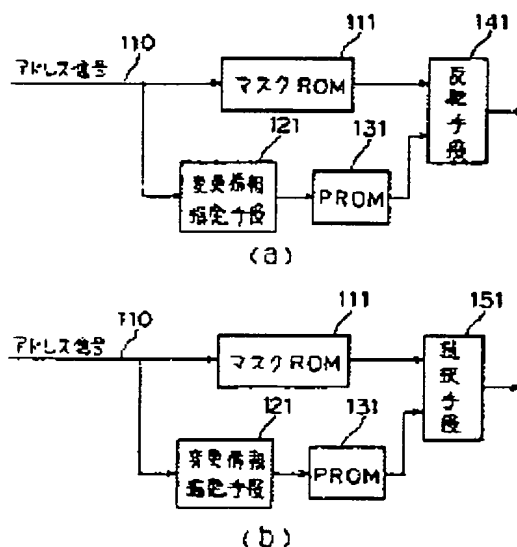 110
111
141
アドレス信号
マスクROM
反転手段
121
131
変更情報
指定手段
PROM
(a)
110
111
151
アドレス信号
マスクROM
選択手段
121
131
変更情報
指定手段
PROM
(b)